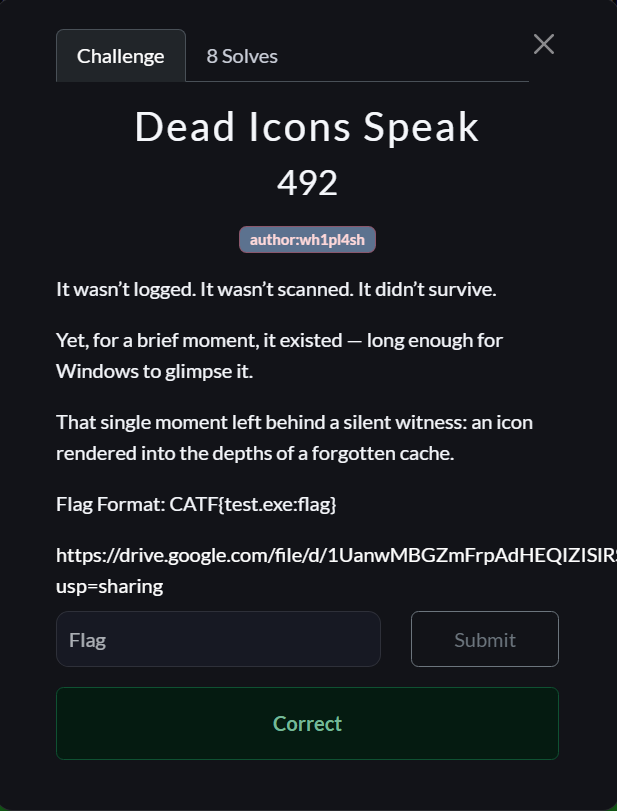 Challenge
8 Solves
Dead Icons Speak
492
author:wh1pl4sh
It wasn’t logged. It wasn’t scanned. It didn’t survive.
Yet, for a brief moment, it existed — long enough for
Windows to glimpse it.
That single moment left behind a silent witness: an icon
rendered into the depths of a forgotten cache.
Flag Format: CATF{test.exe:flag}
https://drive.google.com/file/d/1UanwMBGZmFrpAdHEQIZISIR
usp=sharing
Flag
Submit
Correct